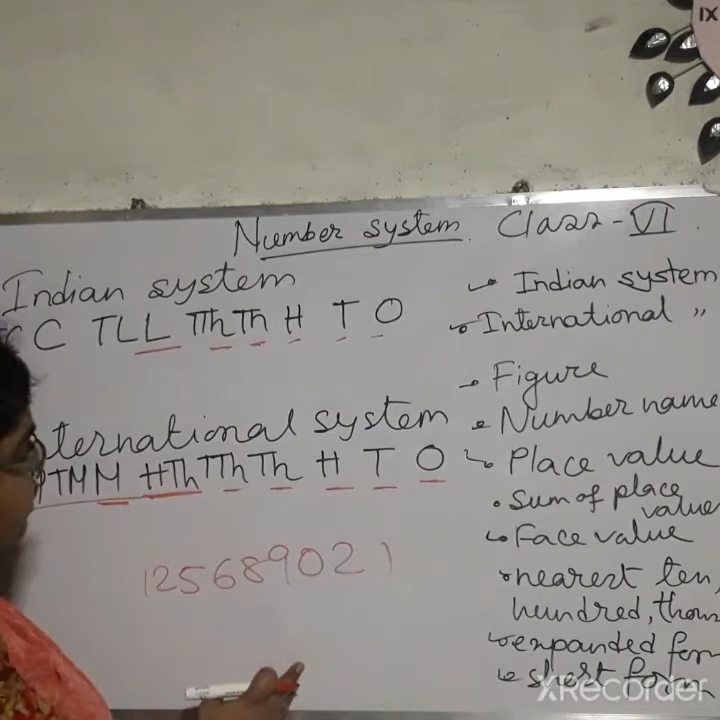 IX
Number system Class - VI
Indian system
C TL L TTh Th H T O
International system
TM M HTh TTh Th H T O
125689021
Indian system
International "
Figure
Number name
Place value
Sum of place
value
Face value
nearest ten,
hundred, thou
expanded form
short form
XRecorder